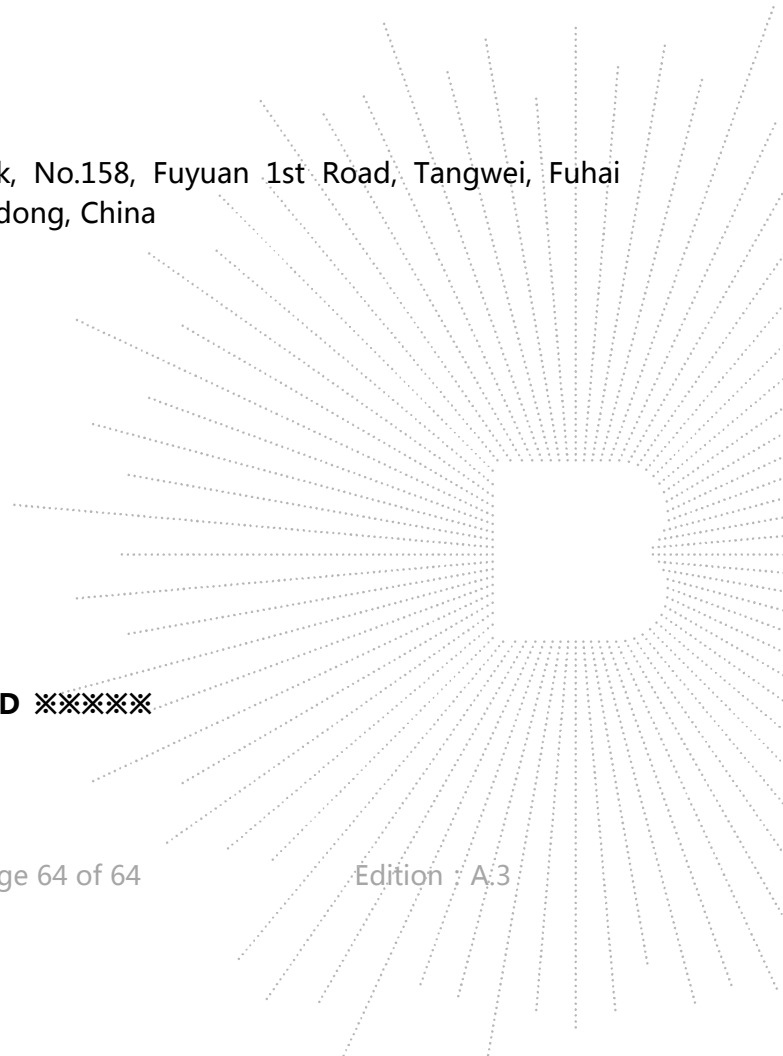 k, No.158, Fuyuan 1st Road, Tangwei, Fuhai
dong, China
D ※※※※※
ge 64 of 64 Edition：A.3